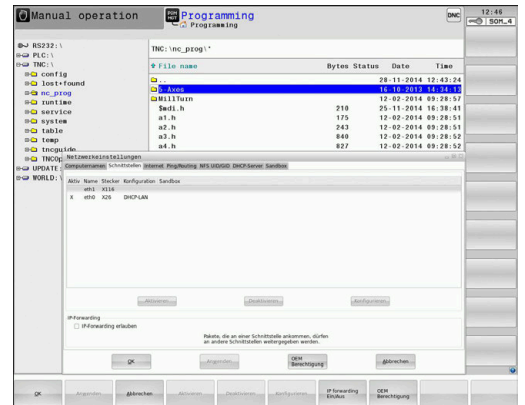 Manual operation
PGM MGT
Programming
Programming
DNC
12:46
SOM_4
RS232:\
PLC:\
TNC:\
config
lost+found
nc_prog
runtime
service
system
table
temp
tncguide
UPDATE:
WORLD:\
TNC:\nc_prog\*
File name Bytes Status Date Time
.. 28-11-2014 12:43:24
5-Axes 16-10-2013 14:34:13
MillTurn 12-02-2014 09:28:57
$mdi.h 210 25-11-2014 16:38:41
a1.h 175 12-02-2014 09:28:51
a2.h 243 12-02-2014 09:28:51
a3.h 840 12-02-2014 09:28:52
a4.h 827 12-02-2014 09:28:52
Netzwerkeinstellungen
Computernamen Schnittstellen Internet Ping/Routing NFS UID/GID DHCP-Server Sandbox
Aktiv Name Stecker Konfiguration Sandbox
eth1 X116
X eth0 X26 DHCP-LAN
Aktivieren Deaktivieren Konfigurieren
IP-Forwarding
IP-Forwarding erlauben
Pakete, die an einer Schnittstelle ankommen, dürfen
an andere Schnittstellen weitergegeben werden.
OK Anwenden OEM Berechtigung Abbrechen
OK Anwenden Abbrechen Aktivieren Deaktivieren Konfigurieren IP forwarding Ein/Aus OEM Berechtigung